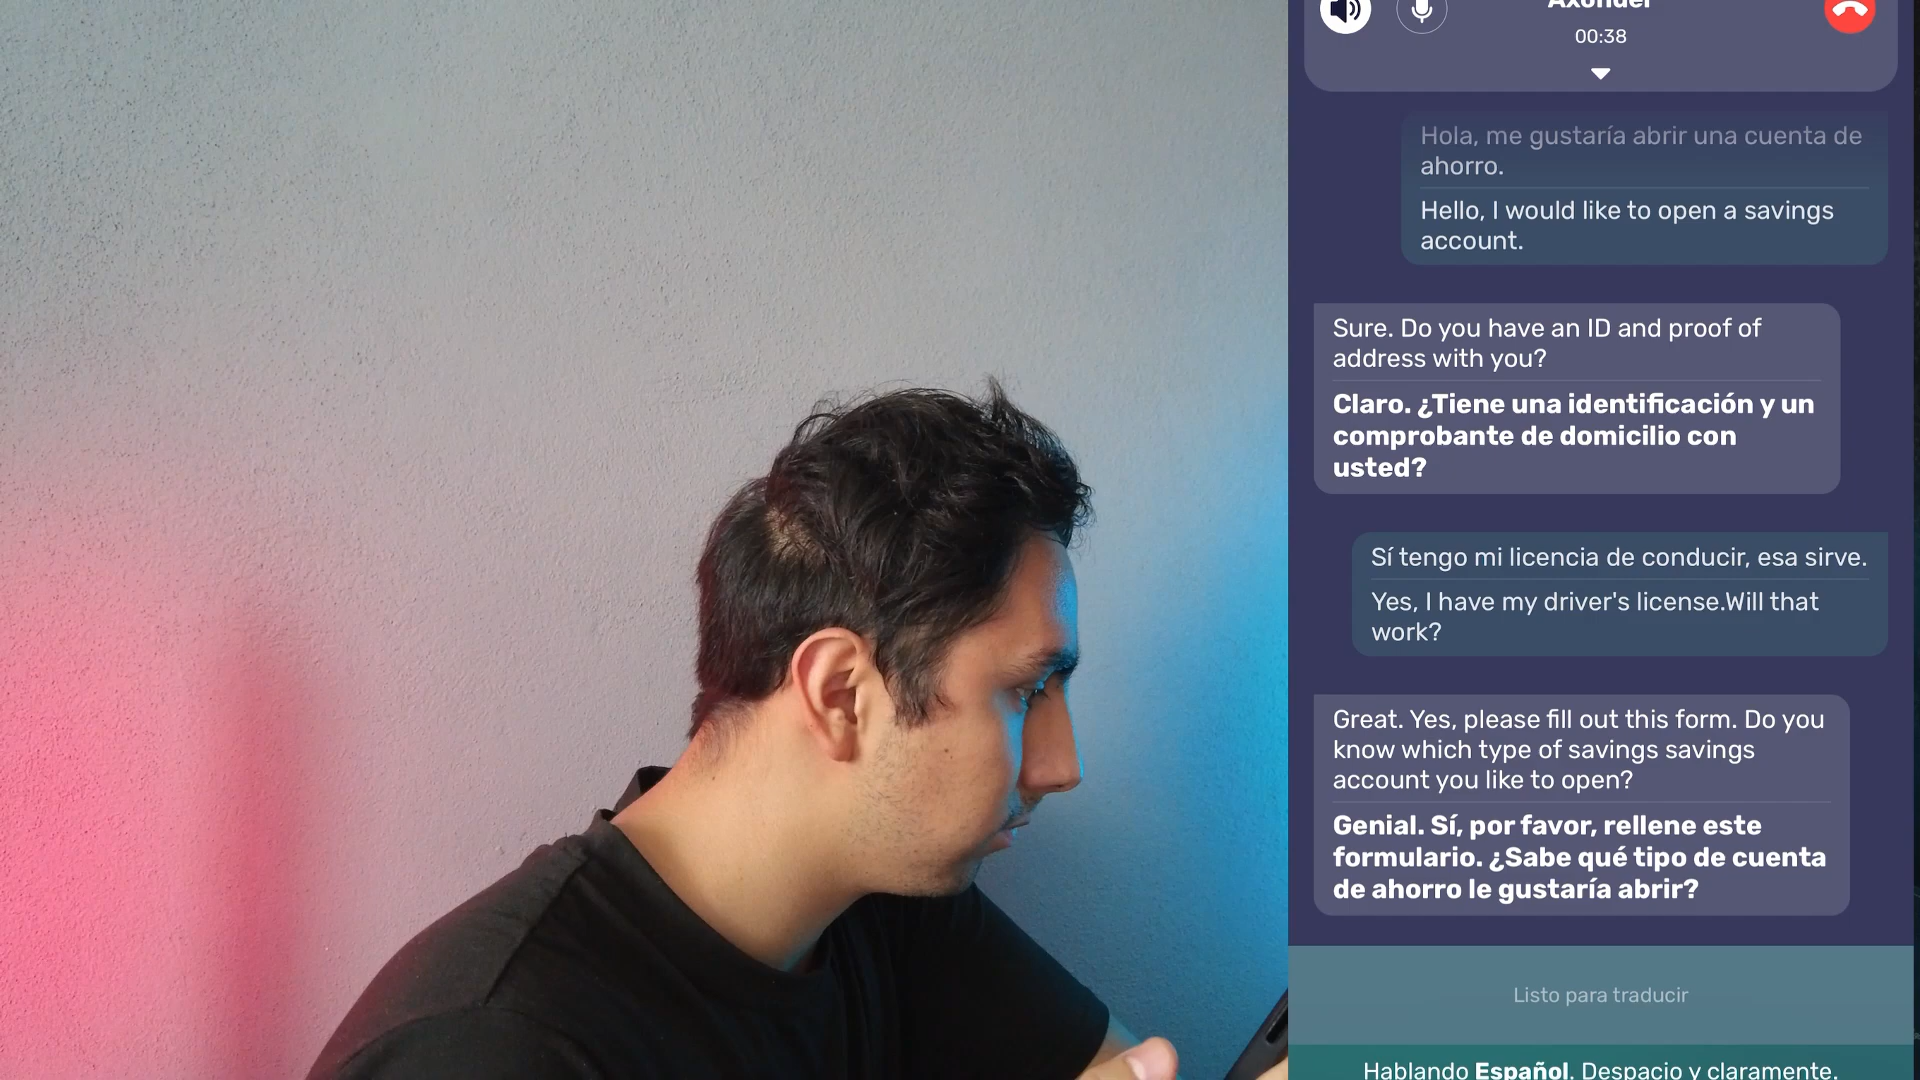 00:38
Hola, me gustaría abrir una cuenta de
ahorro.
Hello, I would like to open a savings
account.
Sure. Do you have an ID and proof of
address with you?
Claro. ¿Tiene una identificación y un
comprobante de domicilio con
usted?
Sí tengo mi licencia de conducir, esa sirve.
Yes, I have my driver's license.Will that
work?
Great. Yes, please fill out this form. Do you
know which type of savings savings
account you like to open?
Genial. Sí, por favor, rellene este
formulario. ¿Sabe qué tipo de cuenta
de ahorro le gustaría abrir?
Listo para traducir
Hablando Español. Despacio y claramente.